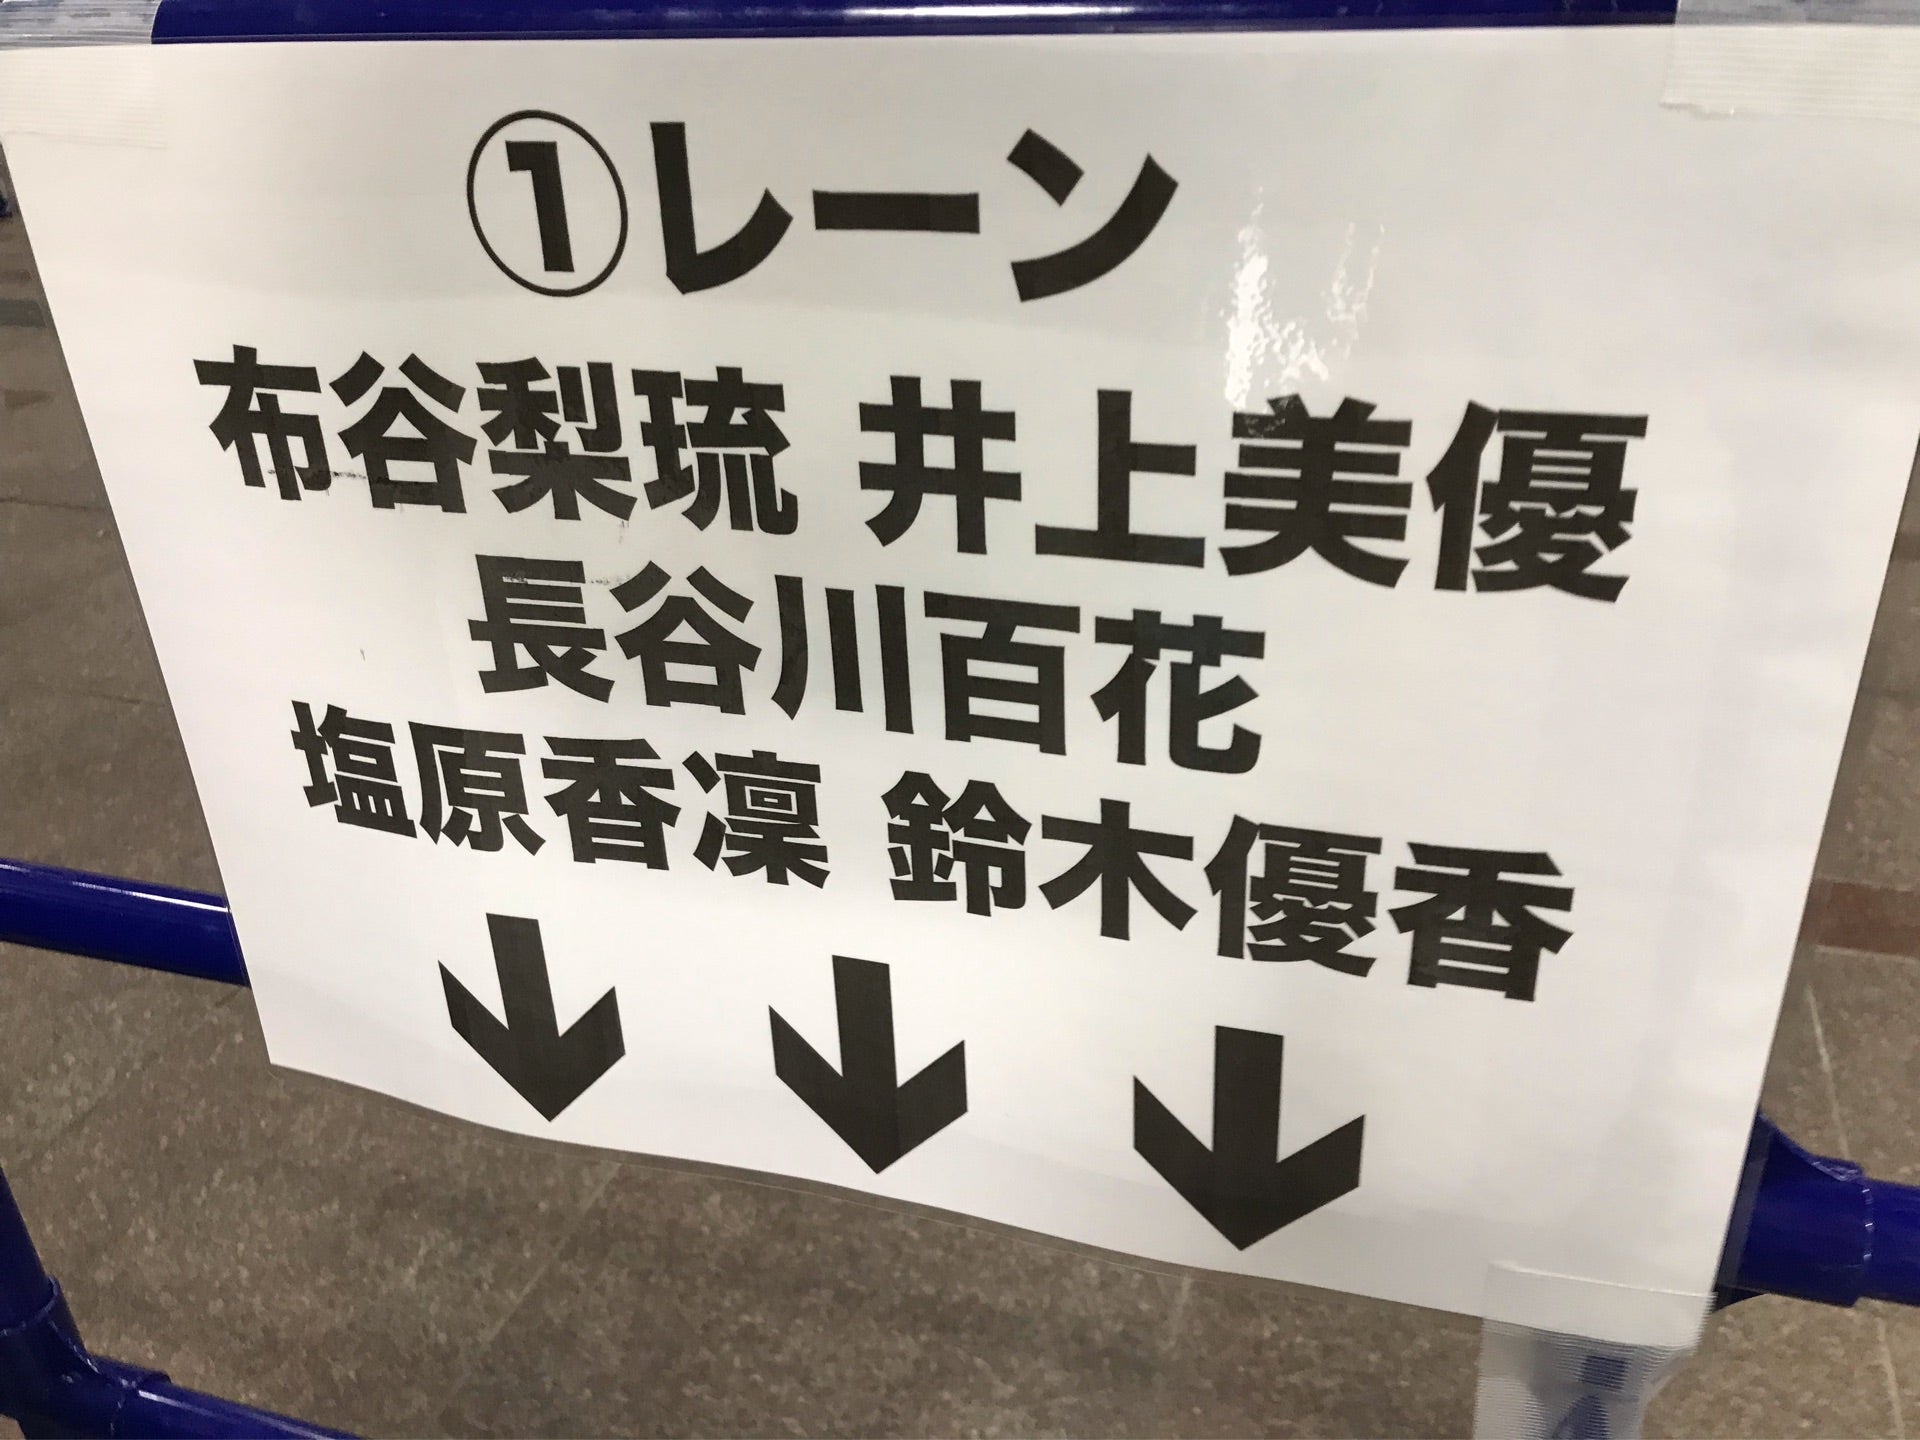 ①レーン
布谷梨琉 井上美優
長谷川百花
塩原香凜 鈴木優香
↓ ↓ ↓